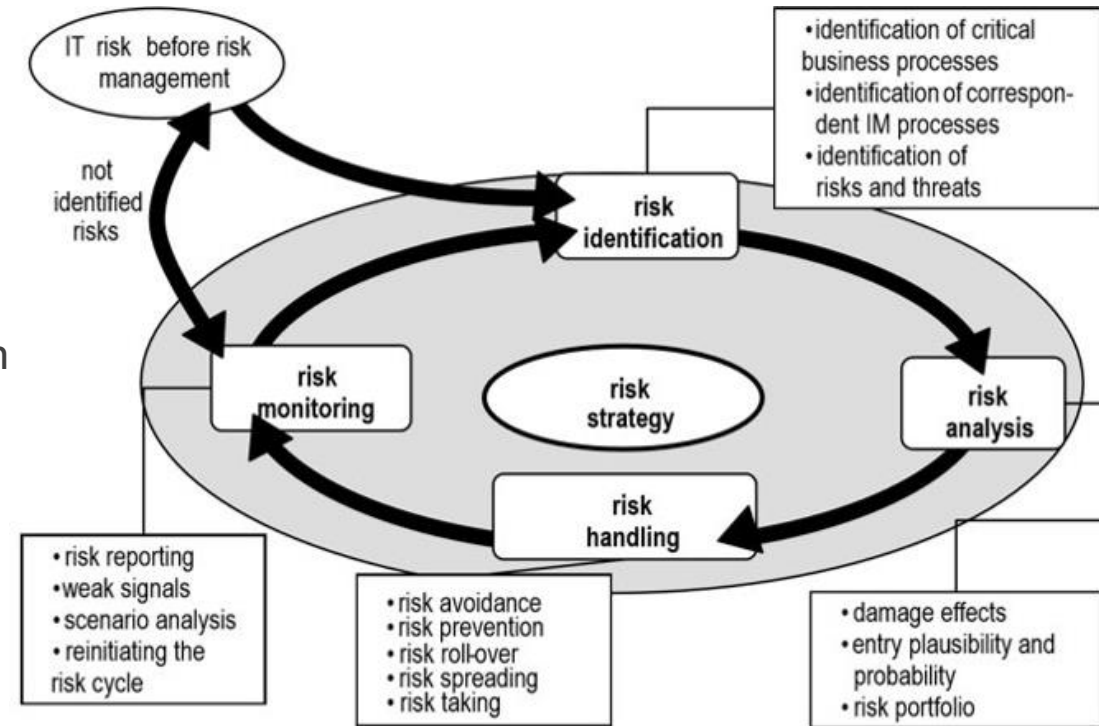 IT risk before risk
management
•identification of critical
business processes
•identification of correspon-
dent IM processes
•identification of
risks and threats
not
identified
risks
risk
identification
n
risk
monitoring
risk
strategy
risk
analysis
risk
handling
•risk reporting
•weak signals
•scenario analysis
•reinitiating the
risk cycle
•risk avoidance
•risk prevention
•risk roll-over
•risk spreading
•risk taking
•damage effects
•entry plausibility and
probability
•risk portfolio